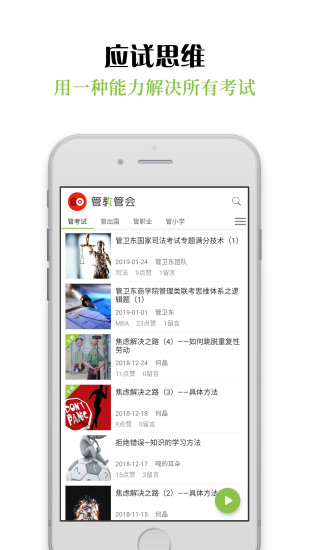 应试思维
用一种能力解决所有考试
管教管会
管考试 管出国 管职业 管小学
管卫东国家司法考试专题满分技术（1）
2019-01-24 管卫东团队
司法 9点赞 1留言
管卫东商学院管理类联考思维体系之逻辑题（1）
2019-01-01 管卫东
MBA 23点赞 1留言
焦虑解决之路（4）——如何跳脱重复性劳动
2018-12-24 何晶
11点赞 0留言
DON'T PANIC
焦虑解决之路（3）——具体方法
2018-12-18 何晶
9点赞 0留言
拒绝错误—知识的学习方法
2018-12-17 嘎的耳朵
15点赞 2留言
焦虑解决之路（2）——具体方法
2018-11-15 何晶